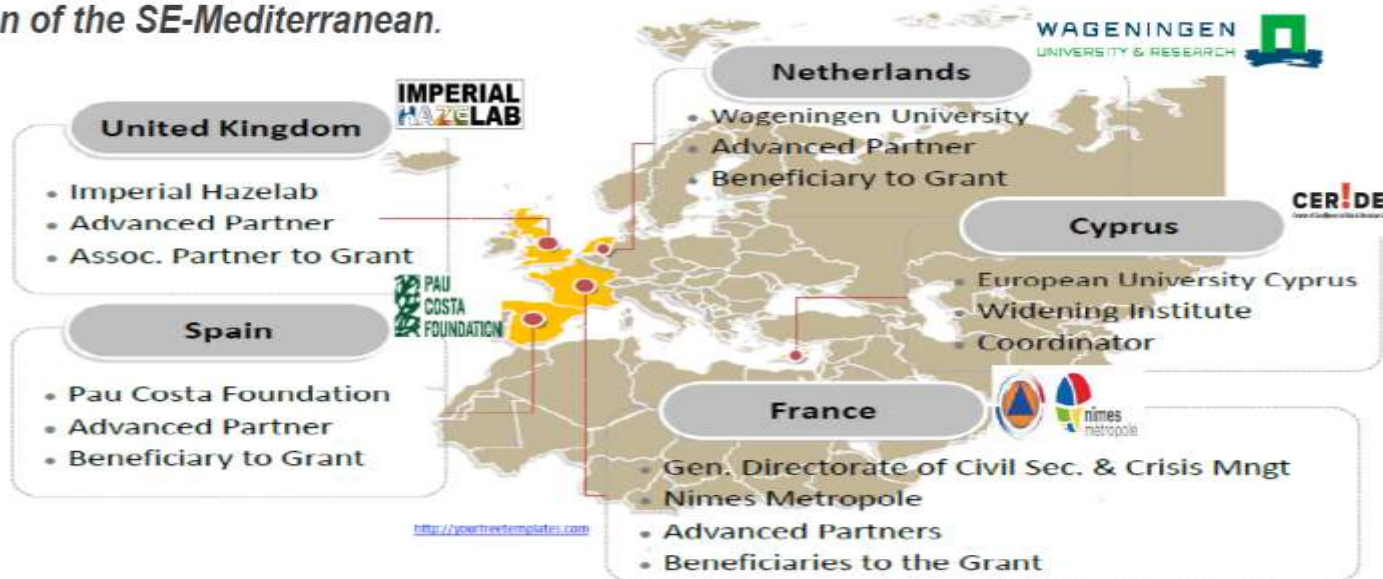 n of the SE-Mediterranean.
WAGENINGEN
UNIVERSITY & RESEARCH
Netherlands
• Wageningen University
• Advanced Partner
• Beneficiary to Grant
IMPERIAL
HAZELAB
United Kingdom
• Imperial Hazelab
• Advanced Partner
• Assoc. Partner to Grant
CER!DE
Cyprus
• European University Cyprus
• Widening Institute
• Coordinator
PAU
COSTA
FOUNDATION
Spain
• Pau Costa Foundation
• Advanced Partner
• Beneficiary to Grant
nîmes
métropole
France
• Gen. Directorate of Civil Sec. & Crisis Mngt
• Nimes Metropole
• Advanced Partners
• Beneficiaries to the Grant
http://yourfreetemplates.com